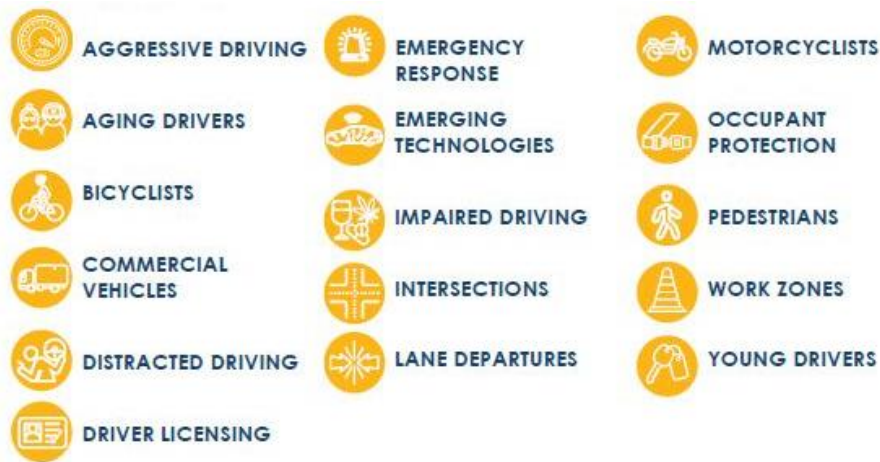 AGGRESSIVE DRIVING
AGING DRIVERS
BICYCLISTS
COMMERCIAL
VEHICLES
DISTRACTED DRIVING
DRIVER LICENSING
EMERGENCY
RESPONSE
EMERGING
TECHNOLOGIES
IMPAIRED DRIVING
INTERSECTIONS
LANE DEPARTURES
MOTORCYCLISTS
OCCUPANT
PROTECTION
PEDESTRIANS
WORK ZONES
YOUNG DRIVERS